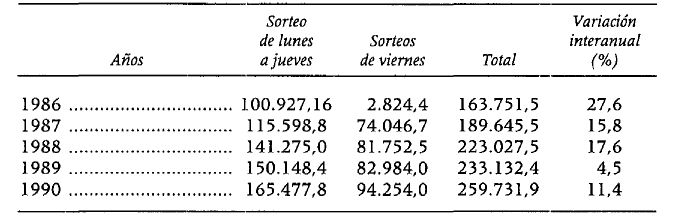 Sorteo Variación
de lunes Sorteos interanual
Años a jueves de viernes Total (%)
1986 ................................. 100.927,16 2.824,4 163.751,5 27,6
1987 ................................. 115.598,8 74.046,7 189.645,5 15,8
1988 ................................. 141.275,0 81.752,5 223.027,5 17,6
1989 ................................. 150.148,4 82.984,0 233.132,4 4,5
1990 ................................. 165.477,8 94.254,0 259.731,9 11,4